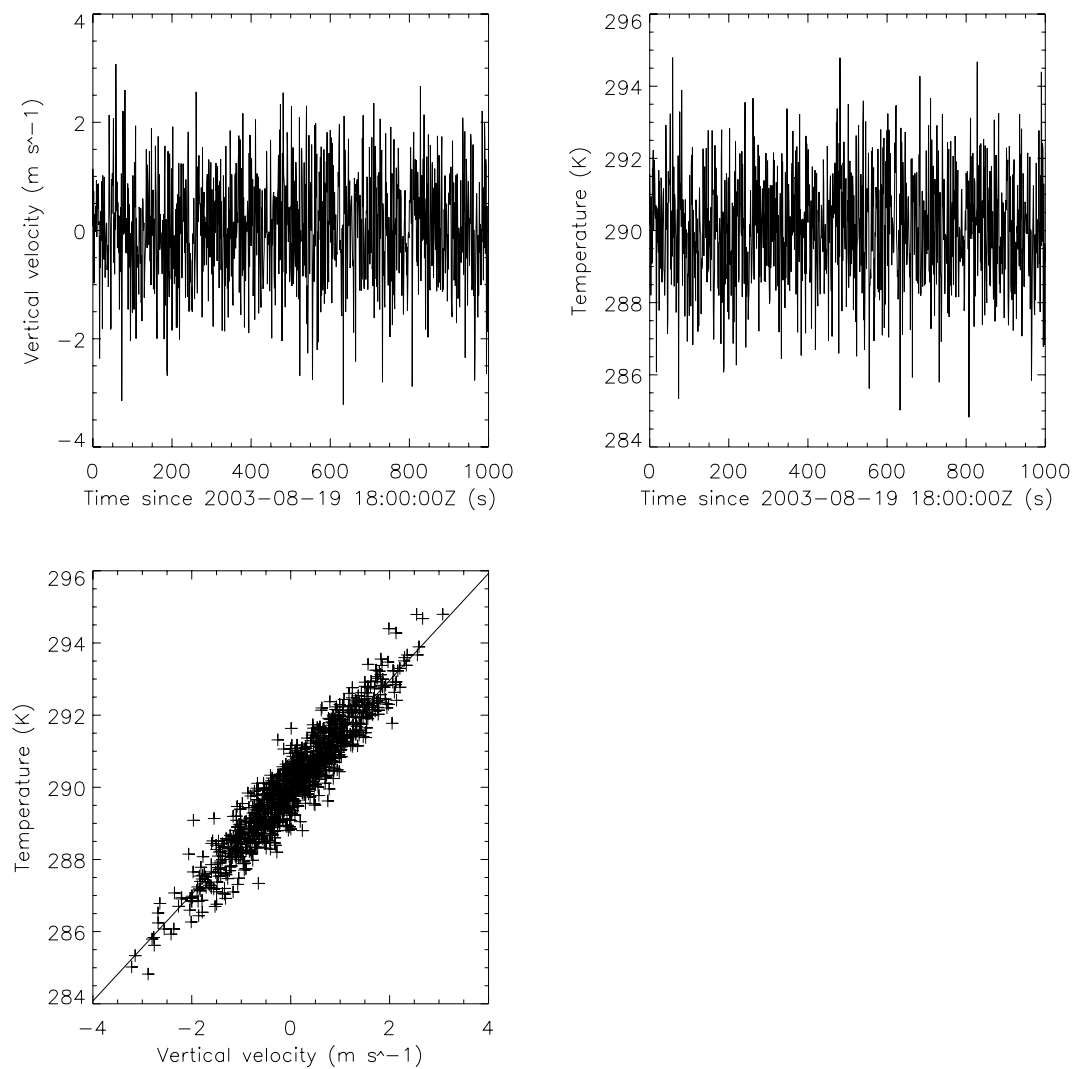 4
2
0
−2
−4
Vertical velocity (m s^−1)
0 200 400 600 800 1000
Time since 2003−08−19 18:00:00Z (s)
296
294
292
290
288
286
284
Temperature (K)
0 200 400 600 800 1000
Time since 2003−08−19 18:00:00Z (s)
296
294
292
290
288
286
284
Temperature (K)
−4 −2 0 2 4
Vertical velocity (m s^−1)